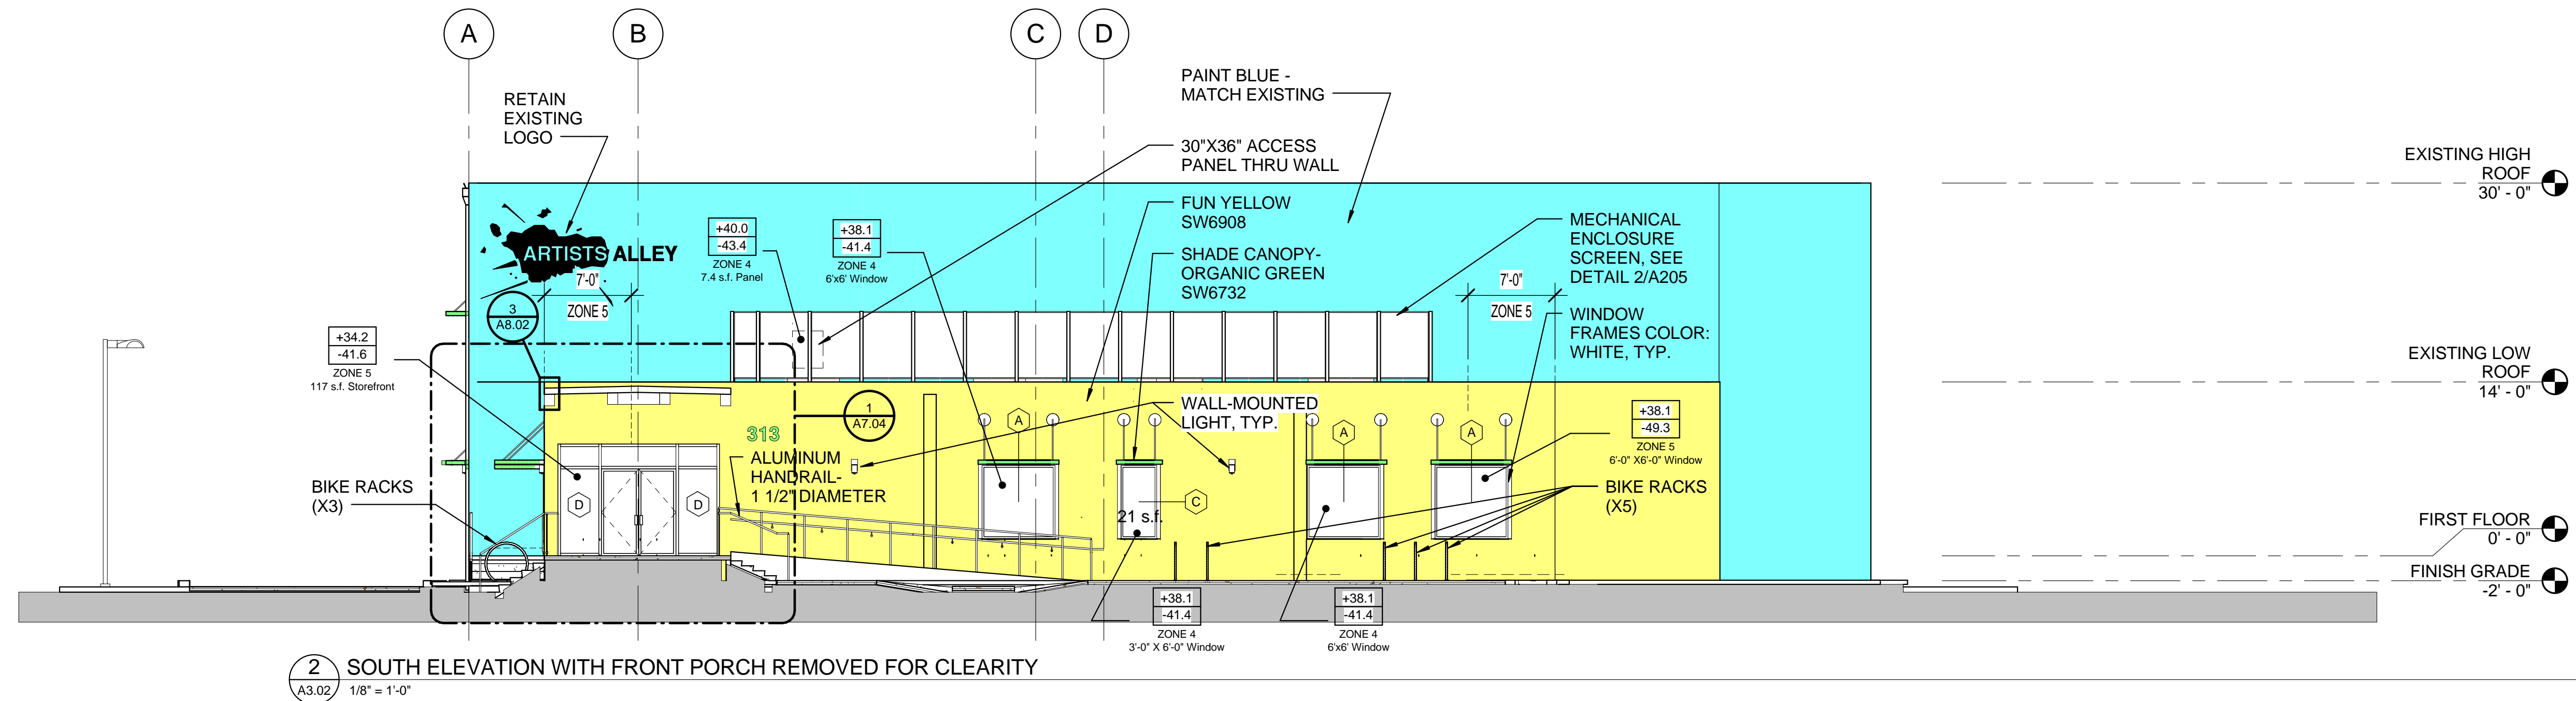 A
B
C
D
RETAIN
EXISTING
LOGO
PAINT BLUE -
MATCH EXISTING
30"X36" ACCESS
PANEL THRU WALL
FUN YELLOW
SW6908
SHADE CANOPY-
ORGANIC GREEN
SW6732
MECHANICAL
ENCLOSURE
SCREEN, SEE
DETAIL 2/A205
WINDOW
FRAMES COLOR:
WHITE, TYP.
EXISTING HIGH
ROOF
30' - 0"
EXISTING LOW
ROOF
14' - 0"
FIRST FLOOR
0' - 0"
FINISH GRADE
-2' - 0"
ARTISTS ALLEY
7'-0"
ZONE 5
3
A8.02
+40.0
-43.4
ZONE 4
7.4 s.f. Panel
+38.1
-41.4
ZONE 4
6'x6' Window
7'-0"
ZONE 5
+34.2
-41.6
ZONE 5
117 s.f. Storefront
1
A7.04
313
WALL-MOUNTED
LIGHT, TYP.
A
A
A
+38.1
-49.3
ZONE 5
6'-0" X6'-0" Window
ALUMINUM
HANDRAIL-
1 1/2" DIAMETER
BIKE RACKS
(X3)
D
D
C
21 s.f.
BIKE RACKS
(X5)
+38.1
-41.4
ZONE 4
3'-0" X 6'-0" Window
+38.1
-41.4
ZONE 4
6'x6' Window
2
A3.02
SOUTH ELEVATION WITH FRONT PORCH REMOVED FOR CLEARITY
1/8" = 1'-0"